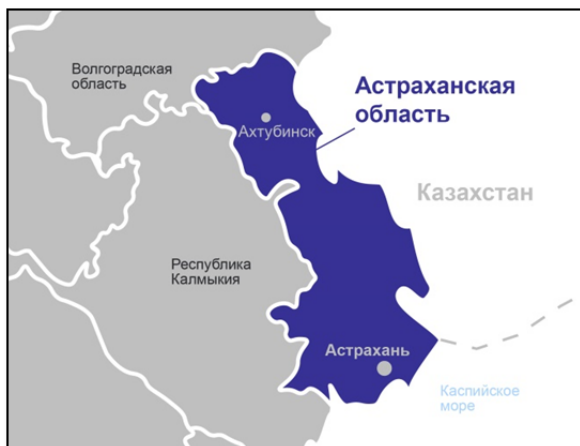 Волгоградская
область
Астраханская
область
Ахтубинск
Казахстан
Республика
Калмыкия
Астрахань
Каспийское
море